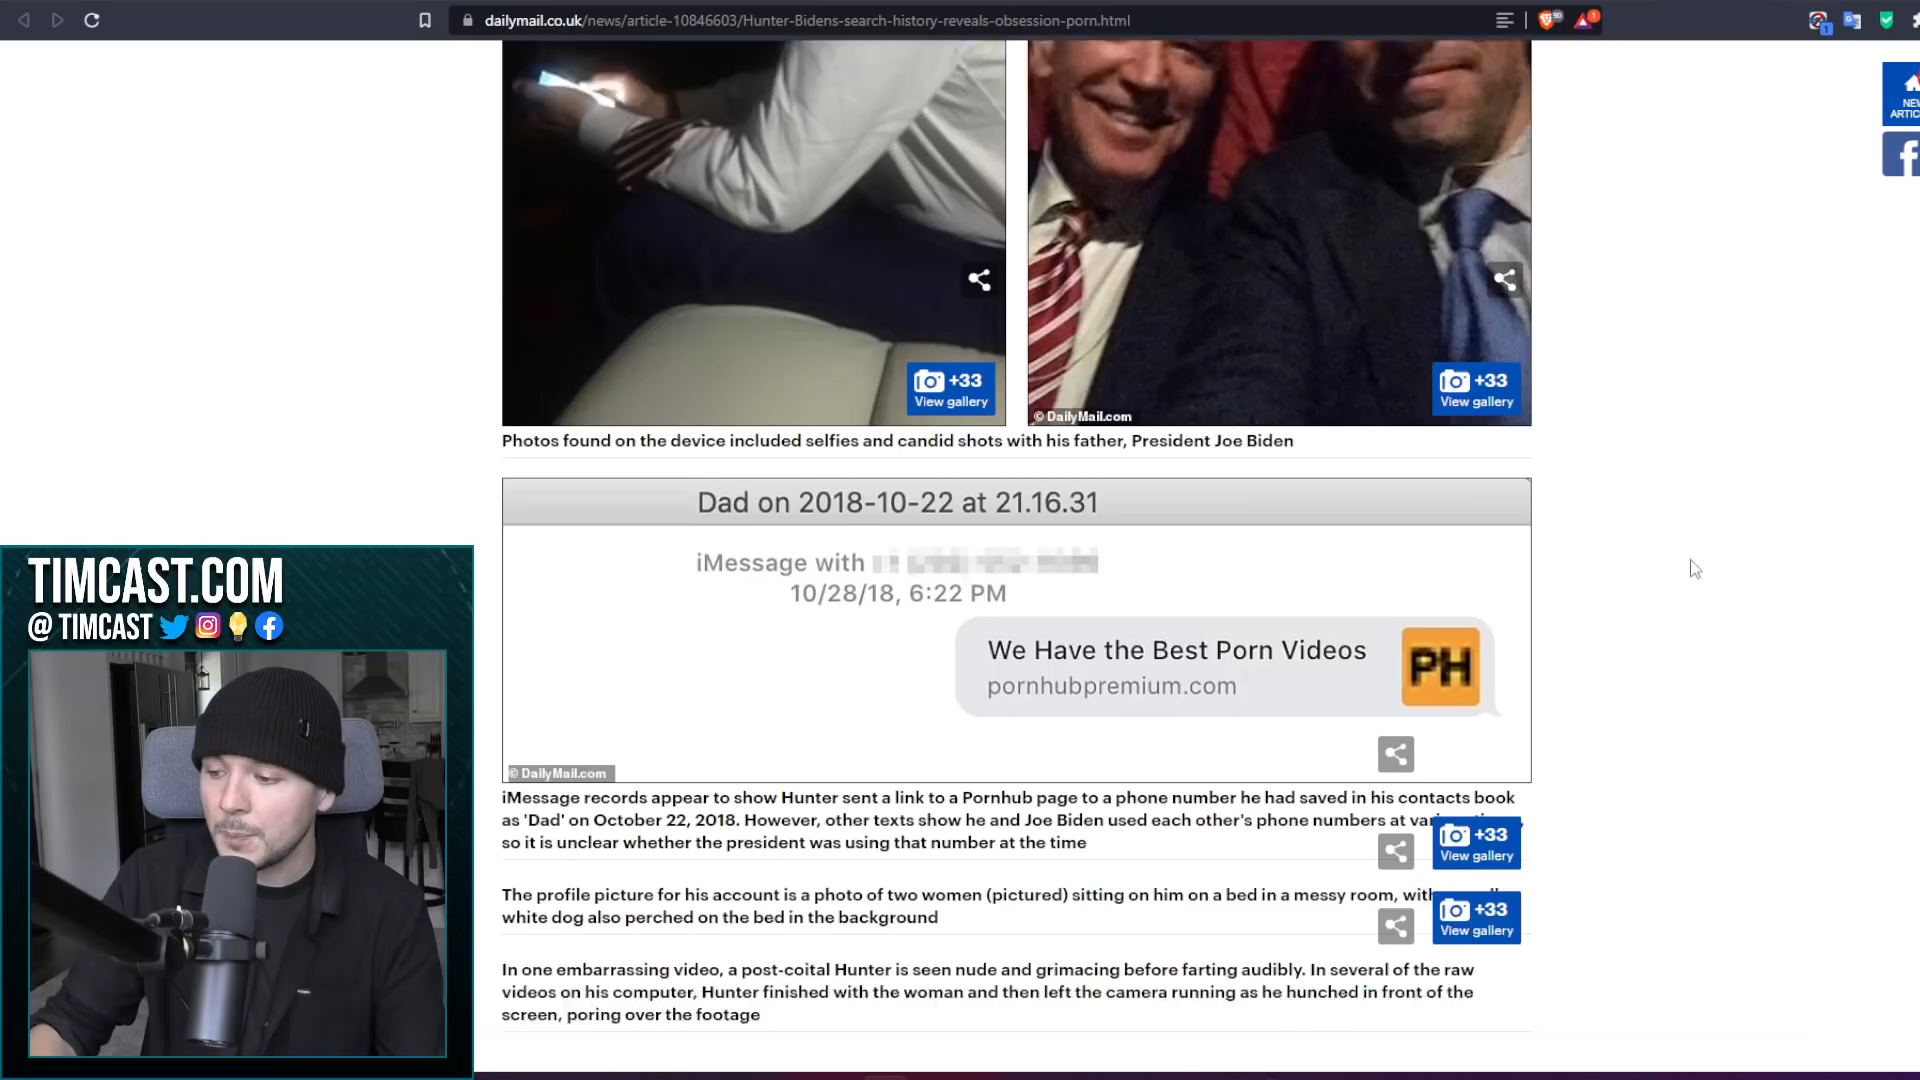 dailymail.co.uk/news/article-10846603/Hunter-Bidens-search-history-reveals-obsession-porn.html
90
1
1
ARTIC
+33
View gallery
+33
View gallery
© DailyMail.com
Photos found on the device included selfies and candid shots with his father, President Joe Biden
Dad on 2018-10-22 at 21.16.31
iMessage with
10/28/18, 6:22 PM
We Have the Best Porn Videos
pornhubpremium.com
PH
© DailyMail.com
iMessage records appear to show Hunter sent a link to a Pornhub page to a phone number he had saved in his contacts book
as 'Dad' on October 22, 2018. However, other texts show he and Joe Biden used each other's phone numbers at
so it is unclear whether the president was using that number at the time
+33
View gallery
The profile picture for his account is a photo of two women (pictured) sitting on him on a bed in a messy room,
white dog also perched on the bed in the background
+33
View gallery
In one embarrassing video, a post-coital Hunter is seen nude and grimacing before farting audibly. In several of the raw
videos on his computer, Hunter finished with the woman and then left the camera running as he hunched in front of the
screen, poring over the footage
TIMCAST.COM
@ TIMCAST